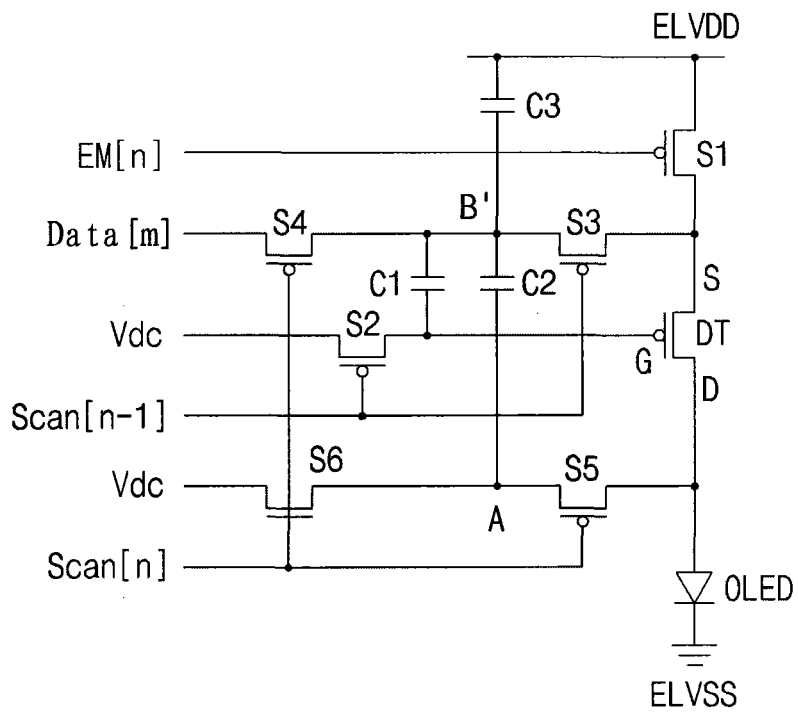 ELVDD
C3
EM[n]
S1
B'
S4
S3
Data[m]
C1
C2
S
S2
Vdc
DT
G
D
Scan[n-1]
S6
S5
Vdc
A
Scan[n]
OLED
ELVSS